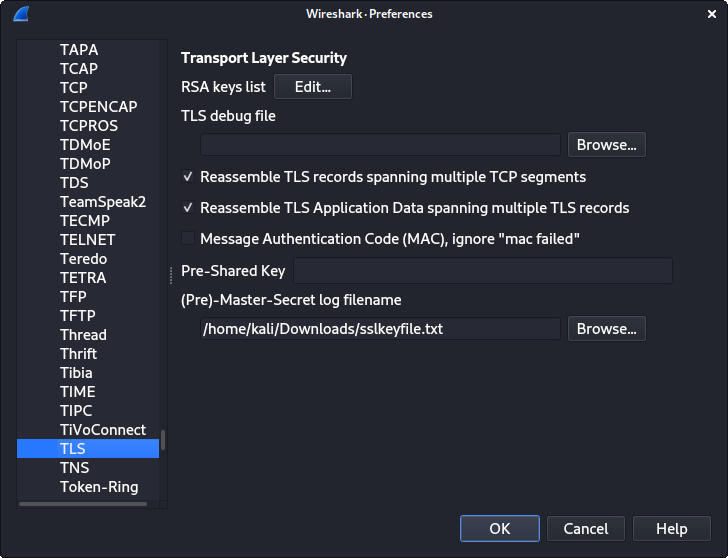 Wireshark · Preferences
TAPA
TCAP
TCP
TCPENCAP
TCPROS
TDMoE
TDMoP
TDS
TeamSpeak2
TECMP
TELNET
Teredo
TETRA
TFP
TFTP
Thread
Thrift
Tibia
TIME
TIPC
TiVoConnect
TLS
TNS
Token-Ring
Transport Layer Security
RSA keys list Edit...
TLS debug file
Browse...
Reassemble TLS records spanning multiple TCP segments
Reassemble TLS Application Data spanning multiple TLS records
Message Authentication Code (MAC), ignore "mac failed"
Pre-Shared Key
(Pre)-Master-Secret log filename
/home/kali/Downloads/sslkeyfile.txt Browse...
OK Cancel Help